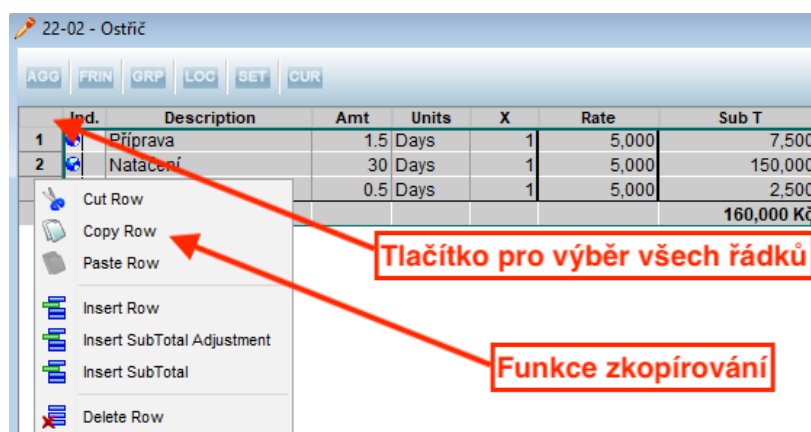 22-02 - Ostřič
AGG FRIN GRP LOC SET CUR
Ind. Description Amt Units X Rate Sub T
1 Příprava 1.5 Days 1 5,000 7,500
2 Natáčení 30 Days 1 5,000 150,000
0.5 Days 1 5,000 2,500
160,000 Kč
Cut Row
Copy Row
Paste Row
Insert Row
Insert SubTotal Adjustment
Insert SubTotal
Delete Row
Tlačítko pro výběr všech řádků
Funkce zkopírování